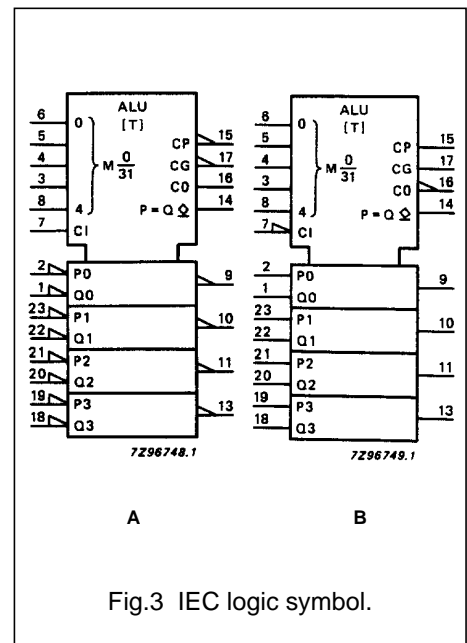 ALU
[T]
6 0
5
4
3
8 4
7 CI
M 0/31
CP 15
CG 17
CO 16
P = Q ◇ 14
2 P0
1 Q0
9
23 P1
22 Q1
10
21 P2
20 Q2
11
19 P3
18 Q3
13
7Z96748.1
A
ALU
[T]
6 0
5
4
3
8 4
7 CI
M 0/31
CP 15
CG 17
CO 16
P = Q ◇ 14
2 P0
1 Q0
9
23 P1
22 Q1
10
21 P2
20 Q2
11
19 P3
18 Q3
13
7Z96749.1
B
Fig.3 IEC logic symbol.